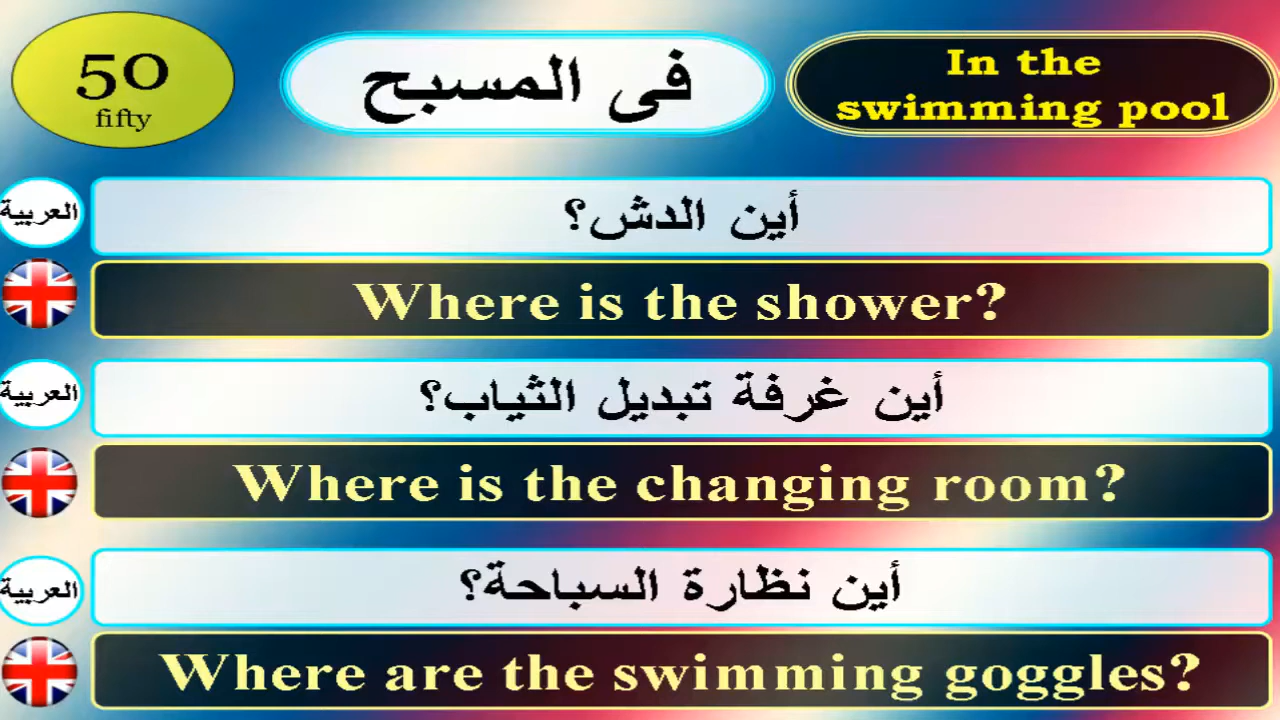 50
fifty
فى المسبح
In the
swimming pool
العربية
أين الدش؟
Where is the shower?
العربية
أين غرفة تبديل الثياب؟
Where is the changing room?
العربية
أين نظارة السباحة؟
Where are the swimming goggles?